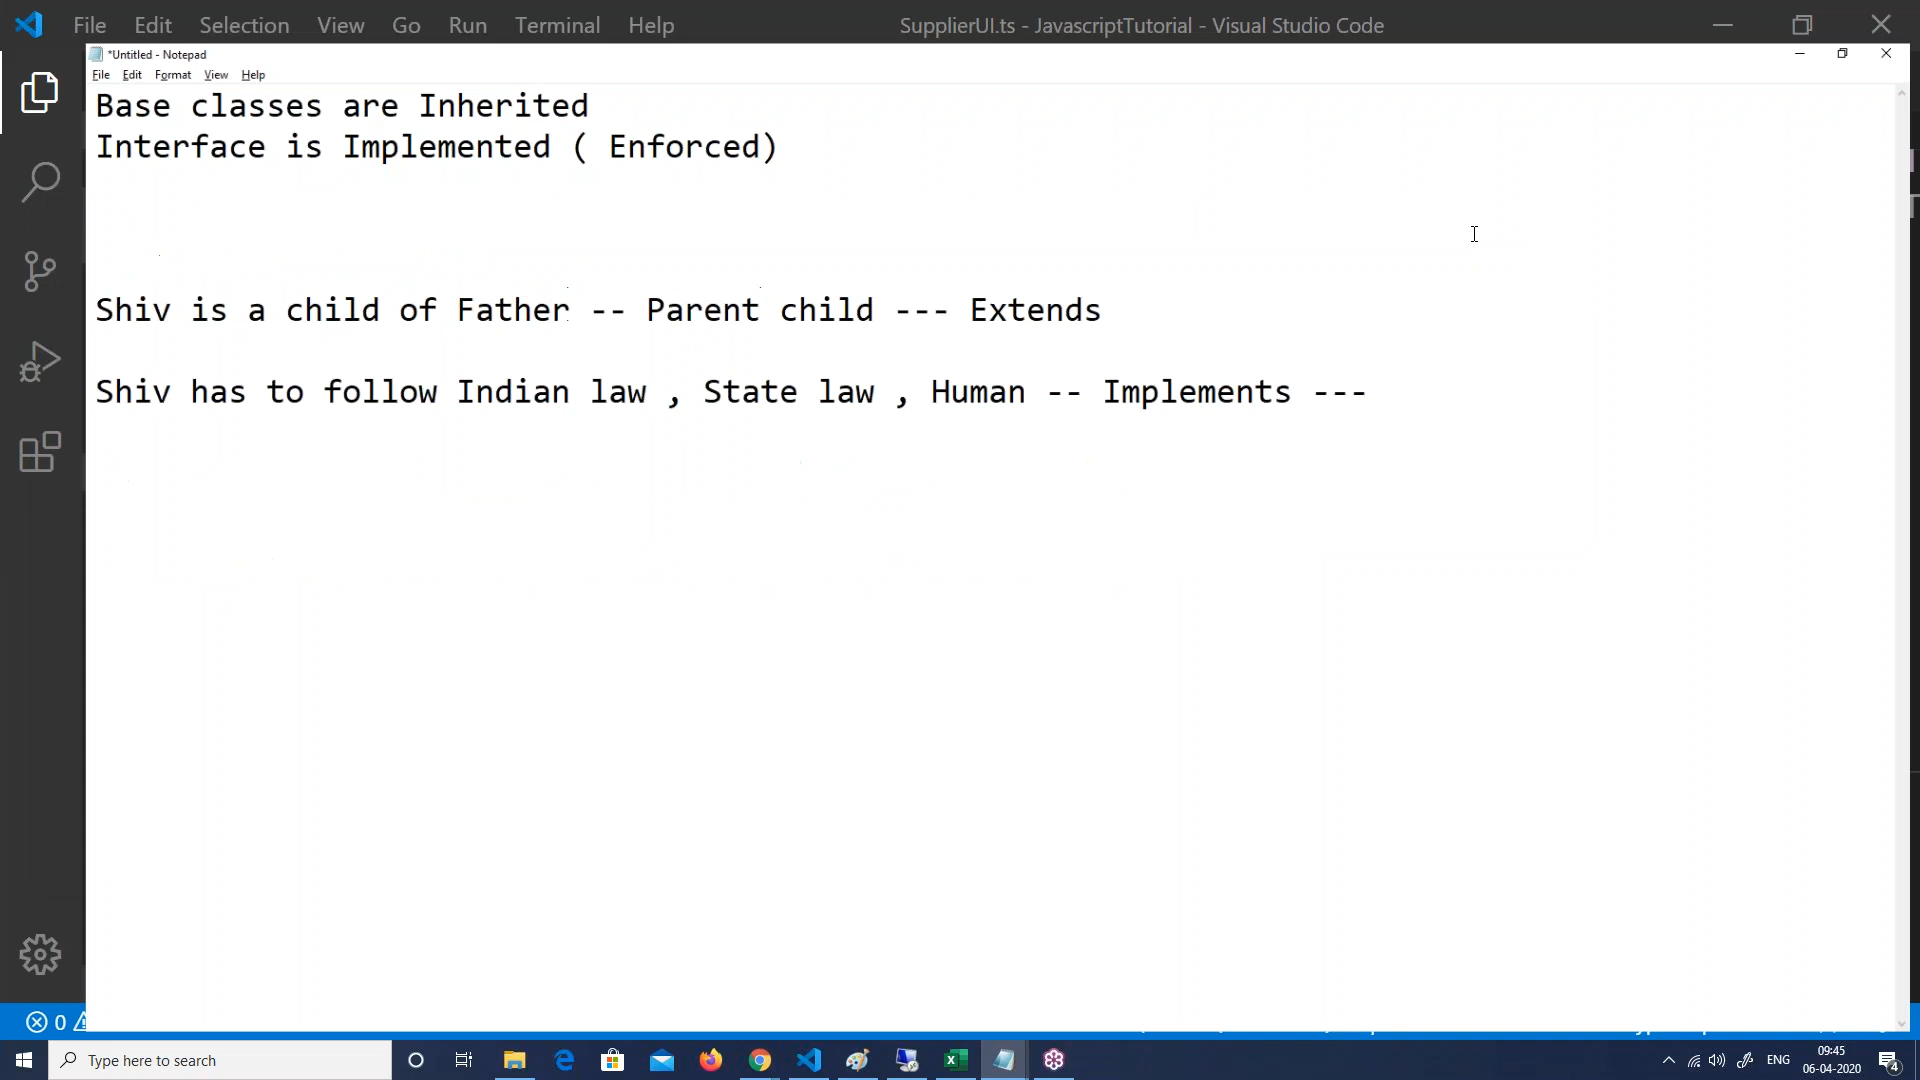 File Edit Selection View Go Run Terminal Help
SupplierUI.ts - JavascriptTutorial - Visual Studio Code
*Untitled - Notepad
File Edit Format View Help
Base classes are Inherited
Interface is Implemented ( Enforced)
Shiv is a child of Father -- Parent child --- Extends
Shiv has to follow Indian law , State law , Human -- Implements ---
0
Type here to search
ENG
09:45
06-04-2020
4